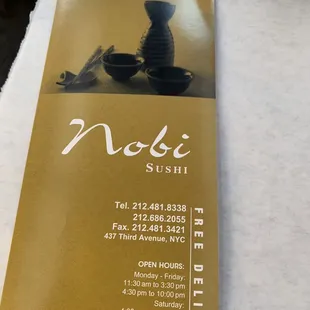 Nobi
SUSHI
Tel. 212.481.8338
212.686.2055
Fax. 212.481.3421
437 Third Avenue, NYC
OPEN HOURS:
Monday - Friday:
11:30 am to 3:30 pm
4:30 pm to 10:00 pm
Saturday:
FREE DELI